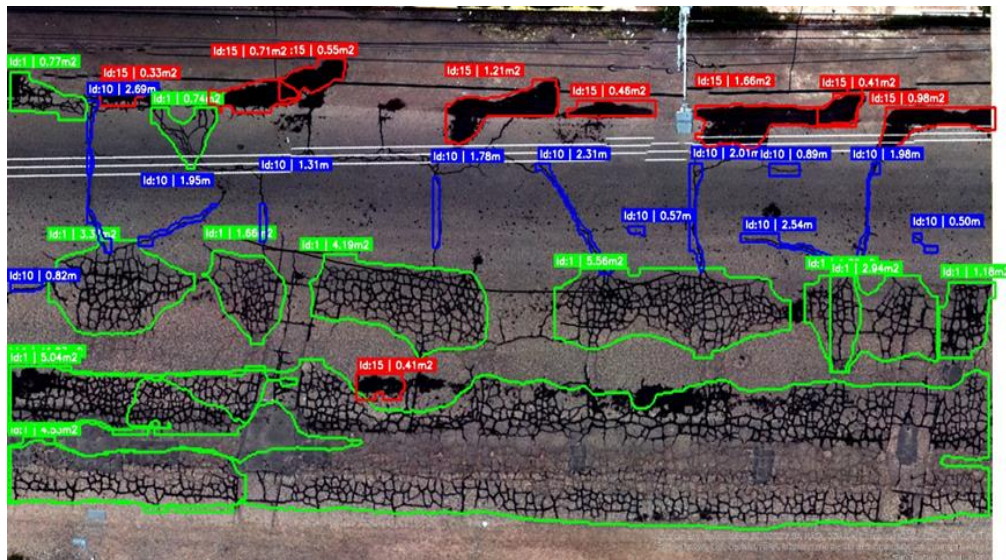 Id:1 | 0.77m2
Id:15 | 0.33m2
Id:15 | 0.71m2
:15 | 0.55m2
Id:15 | 1.21m2
Id:15 | 0.46m2
Id:15 | 1.66m2
Id:15 | 0.41m2
Id:15 | 0.98m2
Id:10 | 2.69m
Id:1 | 0.74m2
Id:10 | 1.95m
Id:10 | 1.31m
Id:10 | 1.78m
Id:10 | 2.31m
Id:10 | 2.01m
Id:10 | 0.89m
Id:10 | 1.98m
Id:10 | 0.57m
Id:10 | 2.54m
Id:10 | 0.50m
Id:1 | 1.66m2
Id:1 | 4.19m2
Id:1 | 5.56m2
Id:1 | 2.94m2
Id:1 | 1.18m2
Id:10 | 0.82m
Id:1 | 5.04m2
Id:15 | 0.41m2